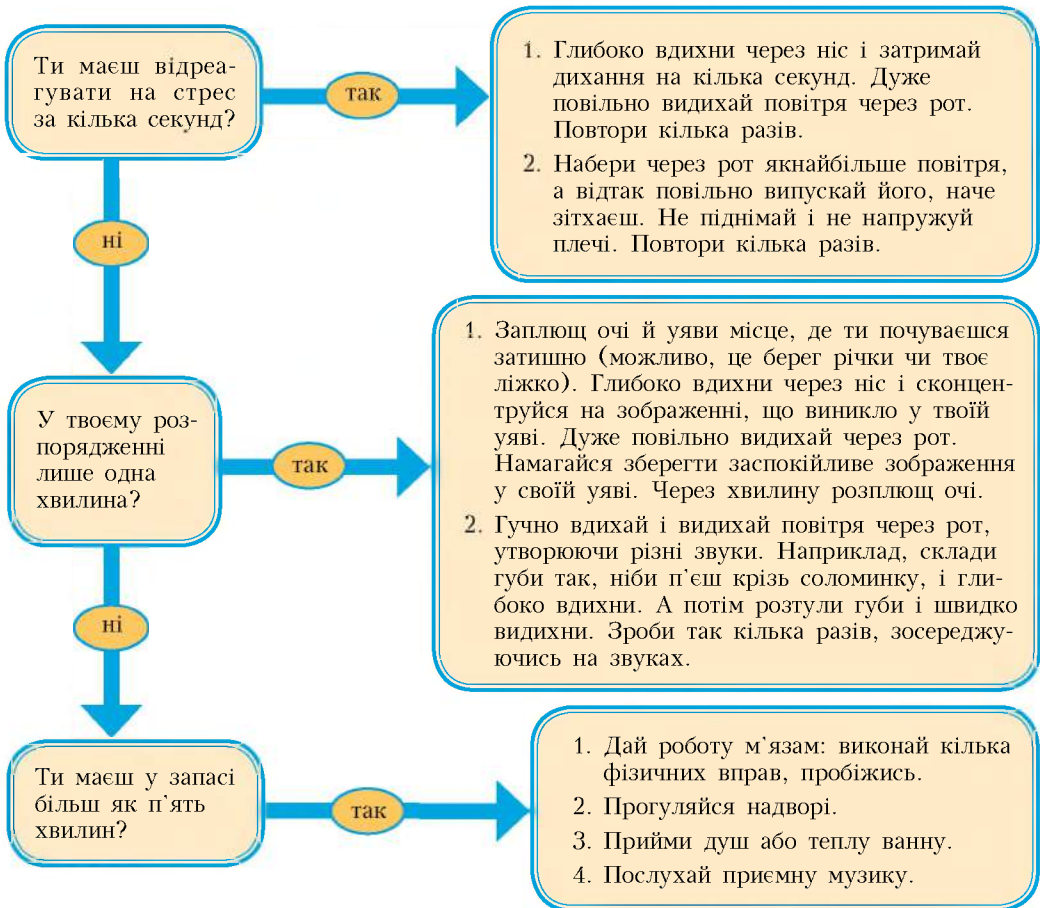 Ти маєш відреа-
гувати на стрес
за кілька секунд?
так
1. Глибоко вдихни через ніс і затримай
дихання на кілька секунд. Дуже
повільно видихай повітря через рот.
Повтори кілька разів.
2. Набери через рот якнайбільше повітря,
а відтак повільно випускай його, наче
зітхаєш. Не піднімай і не напружуй
плечі. Повтори кілька разів.
ні
У твоєму роз-
порядженні
лише одна
хвилина?
так
1. Заплющ очі й уяви місце, де ти почуваєшся
затишно (можливо, це берег річки чи твоє
ліжко). Глибоко вдихни через ніс і сконцен-
труйся на зображенні, що виникло у твоїй
уяві. Дуже повільно видихай через рот.
Намагайся зберегти заспокійливе зображення
у своїй уяві. Через хвилину розплющ очі.
2. Гучно вдихай і видихай повітря через рот,
утворюючи різні звуки. Наприклад, склади
губи так, ніби п'єш крізь соломинку, і гли-
боко вдихни. А потім розтули губи і швидко
видихни. Зроби так кілька разів, зосереджу-
ючись на звуках.
ні
Ти маєш у запасі
більш як п'ять
хвилин?
так
1. Дай роботу м'язам: виконай кілька
фізичних вправ, пробіжись.
2. Прогуляйся надворі.
3. Прийми душ або теплу ванну.
4. Послухай приємну музику.